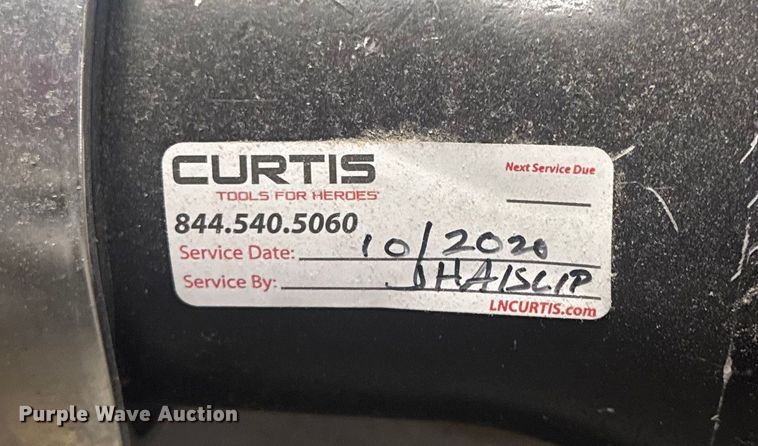 CURTIS
TOOLS FOR HEROES
Next Service Due
844.540.5060
Service Date: 10/2020
Service By: JHAISLIP
LNCURTIS.com
Purple Wave Auction